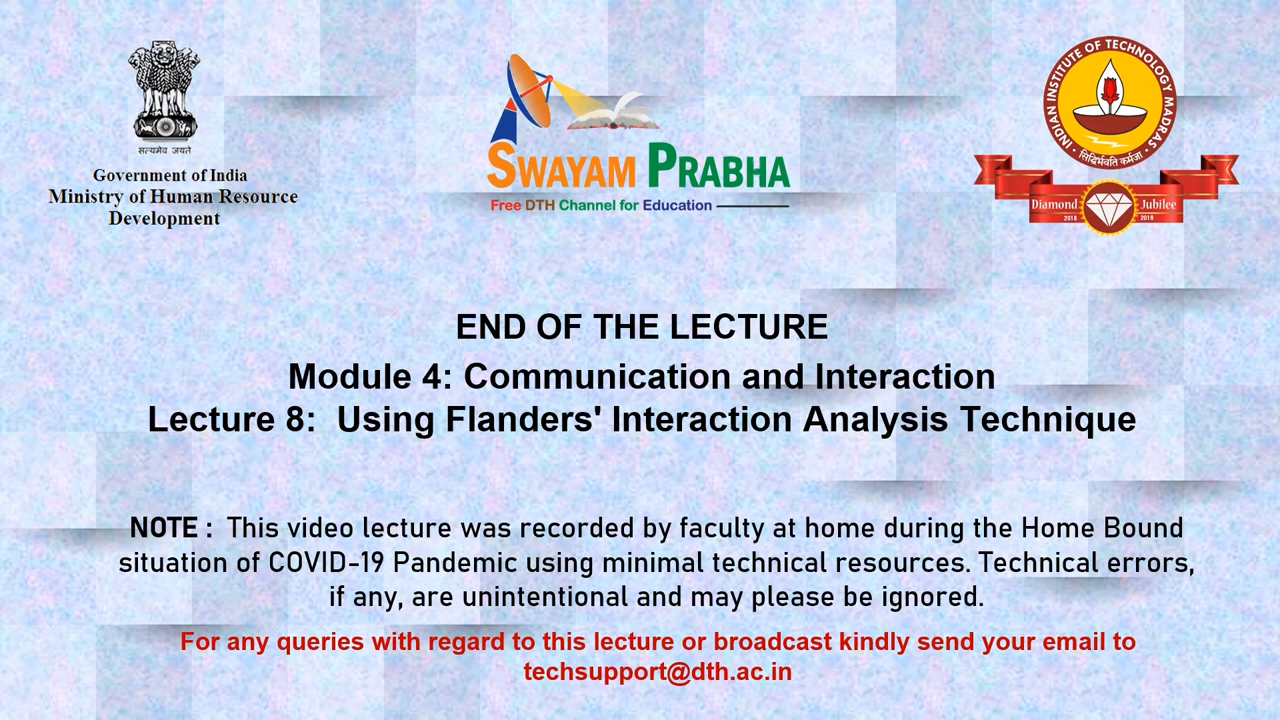 सत्यमेव जयते
Government of India
Ministry of Human Resource
Development
SWAYAM PRABHA
Free DTH Channel for Education
INDIAN INSTITUTE OF TECHNOLOGY MADRAS
सिद्धिर्भवति कर्मजा
Diamond Jubilee
2018 2019
END OF THE LECTURE
Module 4: Communication and Interaction
Lecture 8: Using Flanders' Interaction Analysis Technique
NOTE : This video lecture was recorded by faculty at home during the Home Bound
situation of COVID-19 Pandemic using minimal technical resources. Technical errors,
if any, are unintentional and may please be ignored.
For any queries with regard to this lecture or broadcast kindly send your email to
techsupport@dth.ac.in